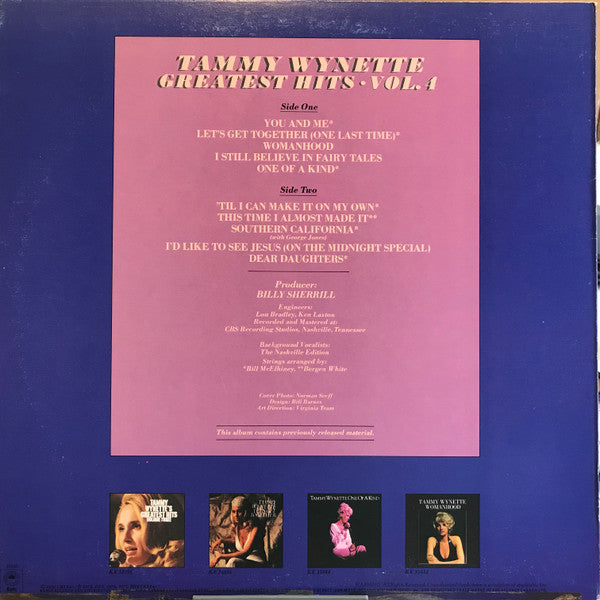 TAMMY WYNETTE
GREATEST HITS · VOL. 4
Side One
YOU AND ME*
LET'S GET TOGETHER (ONE LAST TIME)*
WOMANHOOD
I STILL BELIEVE IN FAIRY TALES
ONE OF A KIND*
Side Two
'TIL I CAN MAKE IT ON MY OWN*
THIS TIME I ALMOST MADE IT**
SOUTHERN CALIFORNIA*
(with George Jones)
I'D LIKE TO SEE JESUS (ON THE MIDNIGHT SPECIAL)
DEAR DAUGHTERS*
Producer:
BILLY SHERRILL
Engineers:
Lou Bradley, Ken Laxton
Recorded and Mastered at:
CBS Recording Studios, Nashville, Tennessee
Background Vocalists:
The Nashville Edition
Strings arranged by:
*Bill McElhiney, **Bergen White
Cover Photo: Norman Seeff
Design: Bill Barnes
Art Direction: Virginia Team
This album contains previously released material.
TAMMY
WYNETTE'S
GREATEST HITS
VOLUME THREE
TAMMY WYNETTE ONE OF A KIND
TAMMY WYNETTE
WOMANHOOD